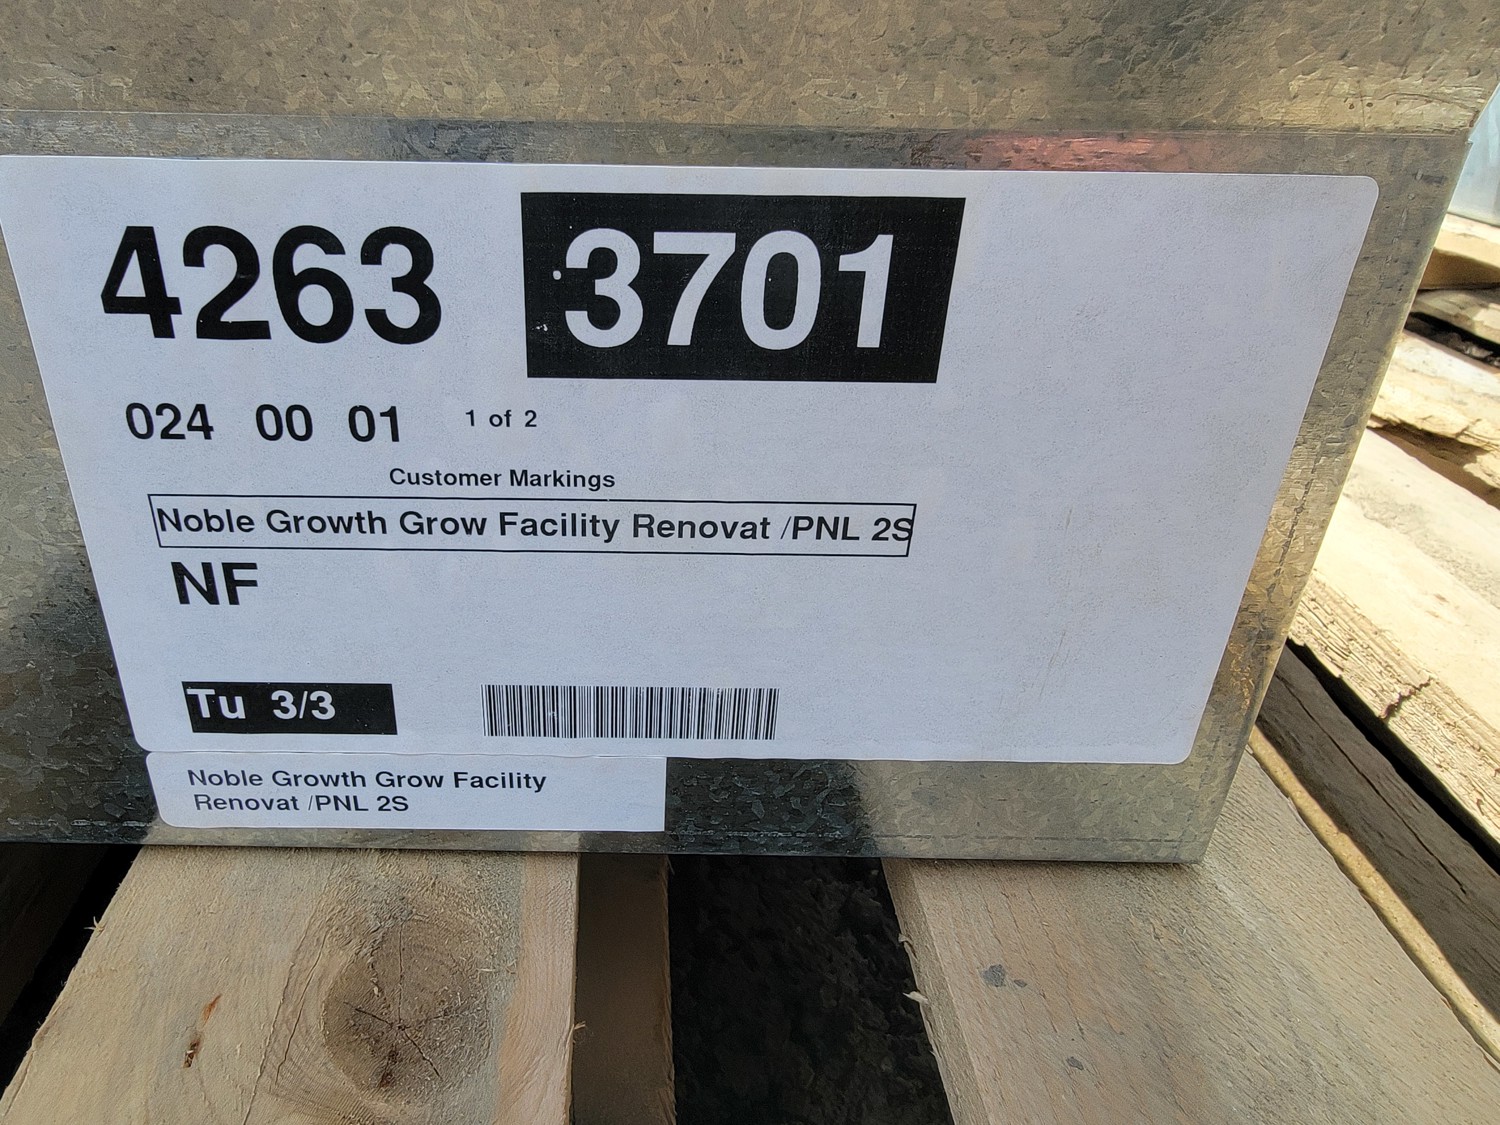 4263 3701
024 00 01 1 of 2
Customer Markings
Noble Growth Grow Facility Renovat /PNL 2S
NF
Tu 3/3
Noble Growth Grow Facility
Renovat /PNL 2S